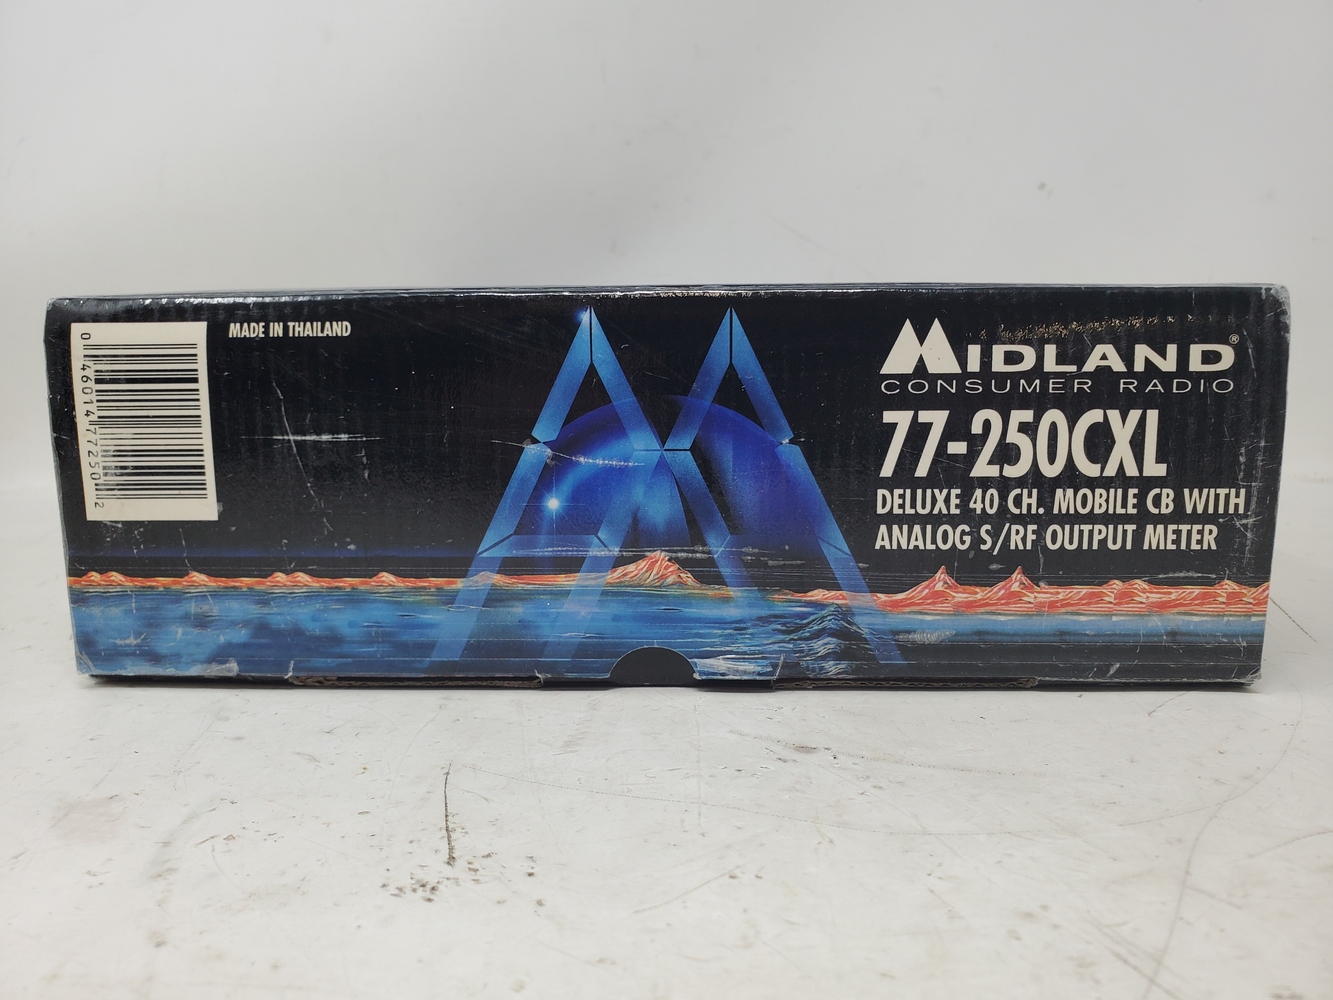 0 46014 77250 2
MADE IN THAILAND
MIDLAND®
CONSUMER RADIO
77-250CXL
DELUXE 40 CH. MOBILE CB WITH
ANALOG S/RF OUTPUT METER